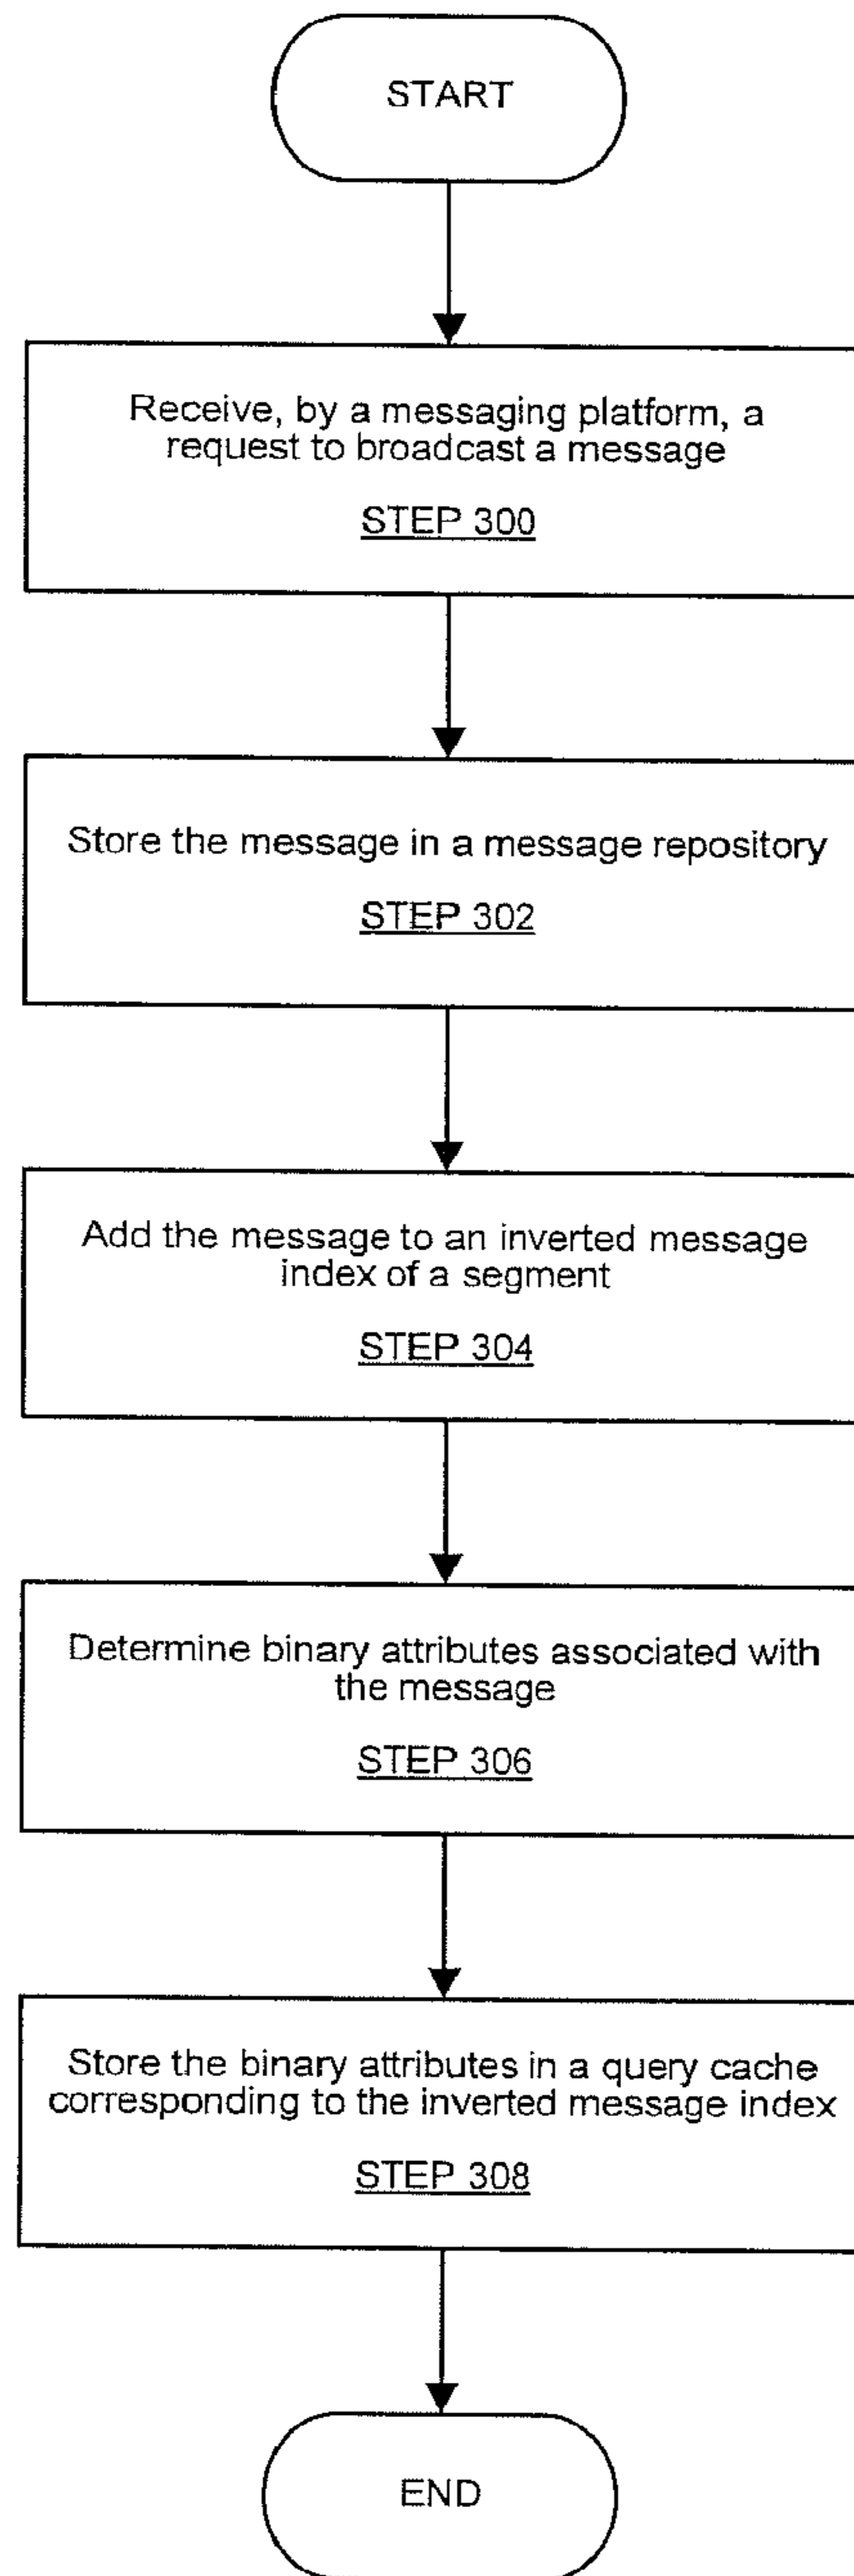 START
Receive, by a messaging platform, a
request to broadcast a message
STEP 300
Store the message in a message repository
STEP 302
Add the message to an inverted message
index of a segment
STEP 304
Determine binary attributes associated with
the message
STEP 306
Store the binary attributes in a query cache
corresponding to the inverted message index
STEP 308
END